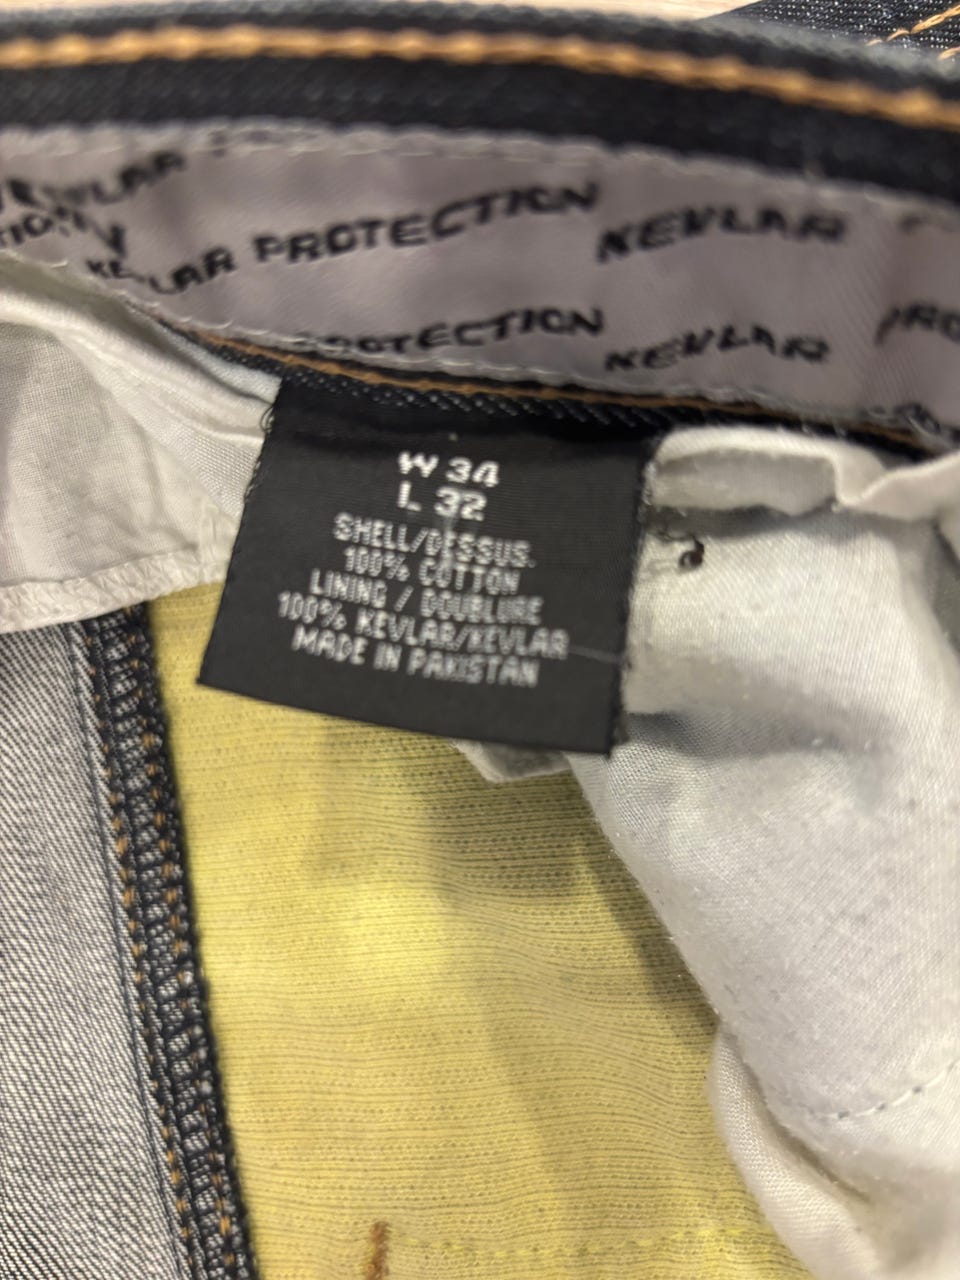 KEVLAR
KEVLAR PROTECTION KEVLAR
PROTECTION KEVLAR
W 34
L 32
SHELL/DESSUS.
100% COTTON
LINING / DOUBLURE
100% KEVLAR/KEVLAR
MADE IN PAKISTAN